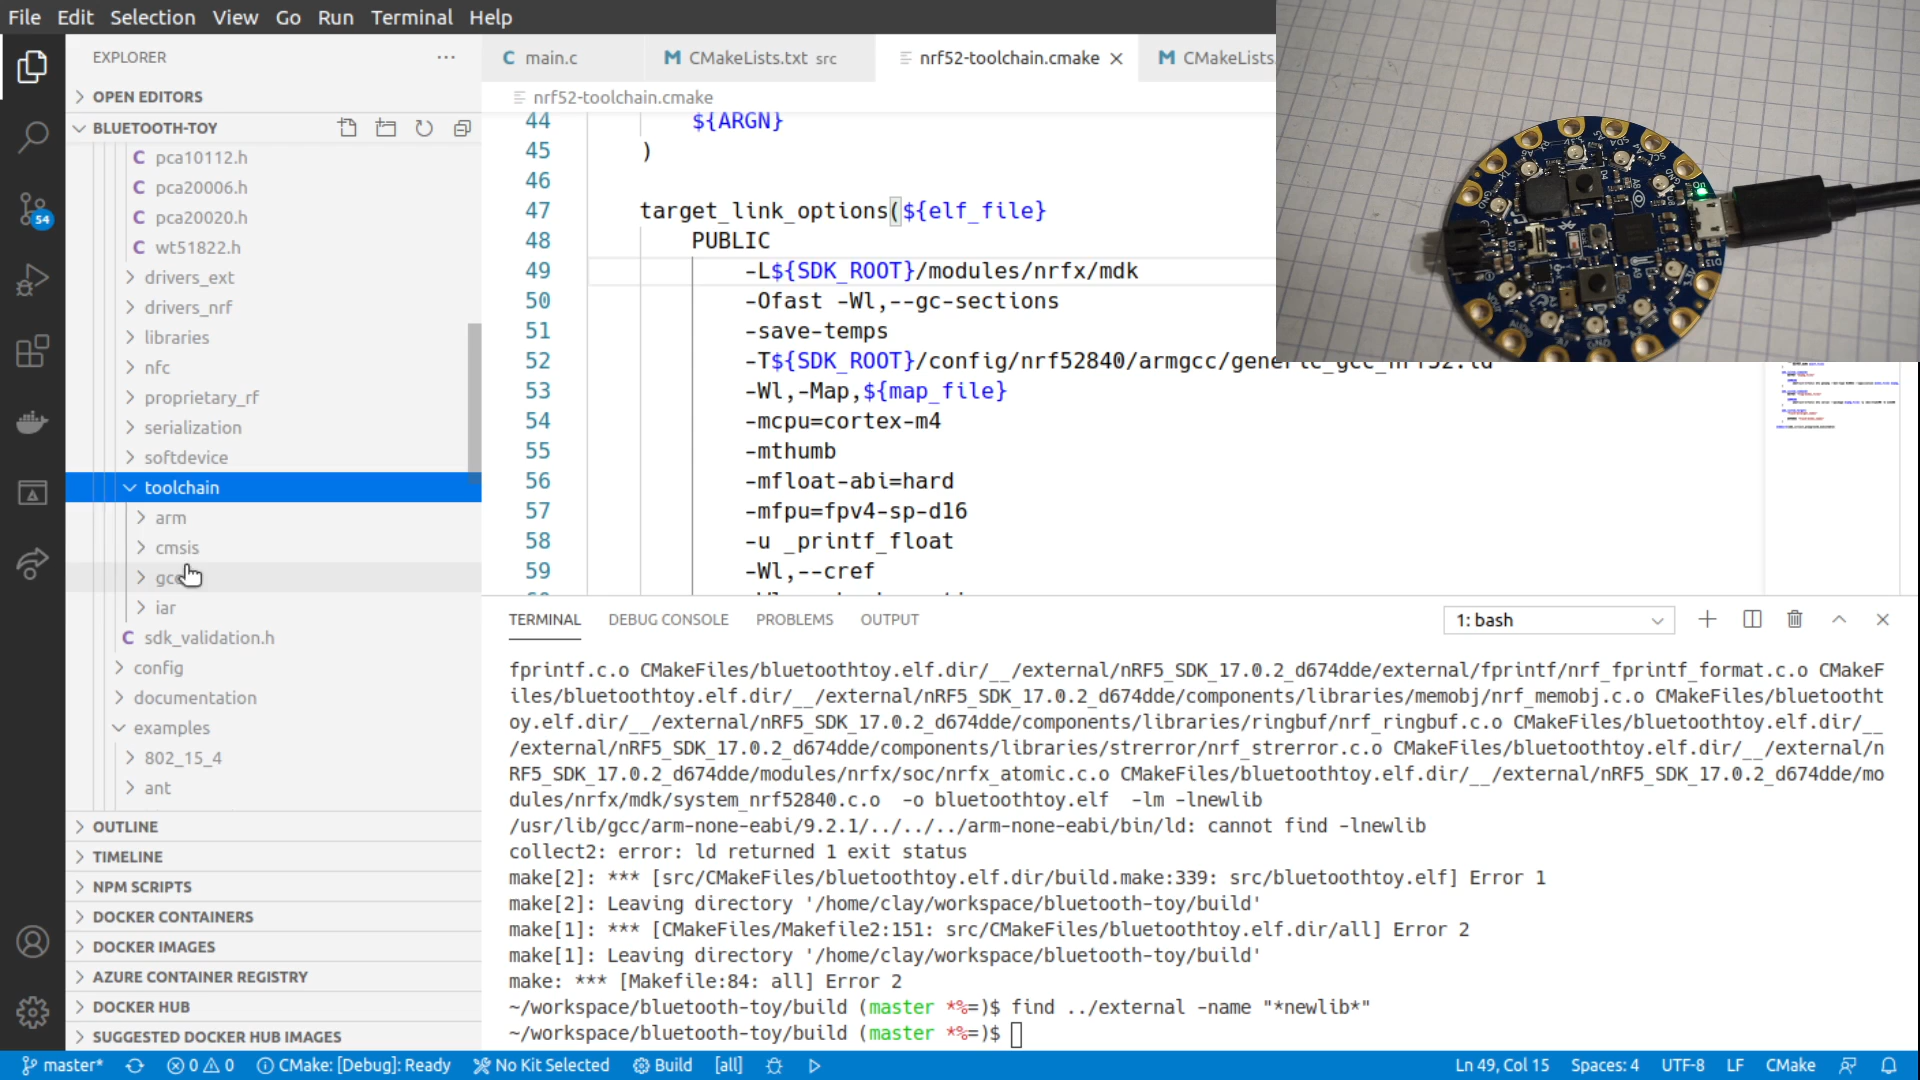 File Edit Selection View Go Run Terminal Help
EXPLORER
OPEN EDITORS
BLUETOOTH-TOY
C pca10112.h
C pca20006.h
C pca20020.h
C wt51822.h
drivers_ext
drivers_nrf
libraries
nfc
proprietary_rf
serialization
softdevice
toolchain
arm
cmsis
iar
C sdk_validation.h
config
documentation
examples
802_15_4
ant
OUTLINE
TIMELINE
NPM SCRIPTS
DOCKER CONTAINERS
DOCKER IMAGES
AZURE CONTAINER REGISTRY
DOCKER HUB
SUGGESTED DOCKER HUB IMAGES
54
C main.c
M CMakeLists.txt src
nrf52-toolchain.cmake
M CMakeLists.
nrf52-toolchain.cmake
44 ${ARGN}
45 )
46
47 target_link_options(${elf_file}
48 PUBLIC
49 -L${SDK_ROOT}/modules/nrfx/mdk
50 -Ofast -Wl,--gc-sections
51 -save-temps
52 -T${SDK_ROOT}/config/nrf52840/armgcc/generic_gcc_nrf52.ld
53 -Wl,-Map,${map_file}
54 -mcpu=cortex-m4
55 -mthumb
56 -mfloat-abi=hard
57 -mfpu=fpv4-sp-d16
58 -u _printf_float
59 -Wl,--cref
TERMINAL DEBUG CONSOLE PROBLEMS OUTPUT
1: bash
fprintf.c.o CMakeFiles/bluetoothtoy.elf.dir/__/external/nRF5_SDK_17.0.2_d674dde/external/fprintf/nrf_fprintf_format.c.o CMakeF
iles/bluetoothtoy.elf.dir/__/external/nRF5_SDK_17.0.2_d674dde/components/libraries/memobj/nrf_memobj.c.o CMakeFiles/bluetootht
oy.elf.dir/__/external/nRF5_SDK_17.0.2_d674dde/components/libraries/ringbuf/nrf_ringbuf.c.o CMakeFiles/bluetoothtoy.elf.dir/__
/external/nRF5_SDK_17.0.2_d674dde/components/libraries/strerror/nrf_strerror.c.o CMakeFiles/bluetoothtoy.elf.dir/__/external/n
RF5_SDK_17.0.2_d674dde/modules/nrfx/soc/nrfx_atomic.c.o CMakeFiles/bluetoothtoy.elf.dir/__/external/nRF5_SDK_17.0.2_d674dde/mo
dules/nrfx/mdk/system_nrf52840.c.o -o bluetoothtoy.elf -lm -lnewlib
/usr/lib/gcc/arm-none-eabi/9.2.1/../../../arm-none-eabi/bin/ld: cannot find -lnewlib
collect2: error: ld returned 1 exit status
make[2]: *** [src/CMakeFiles/bluetoothtoy.elf.dir/build.make:339: src/bluetoothtoy.elf] Error 1
make[2]: Leaving directory '/home/clay/workspace/bluetooth-toy/build'
make[1]: *** [CMakeFiles/Makefile2:151: src/CMakeFiles/bluetoothtoy.elf.dir/all] Error 2
make[1]: Leaving directory '/home/clay/workspace/bluetooth-toy/build'
make: *** [Makefile:84: all] Error 2
~/workspace/bluetooth-toy/build (master *%=)$ find ../external -name "*newlib*"
~/workspace/bluetooth-toy/build (master *%=)$
master* 0 0 CMake: [Debug]: Ready No Kit Selected Build [all] Ln 49, Col 15 Spaces: 4 UTF-8 LF CMake